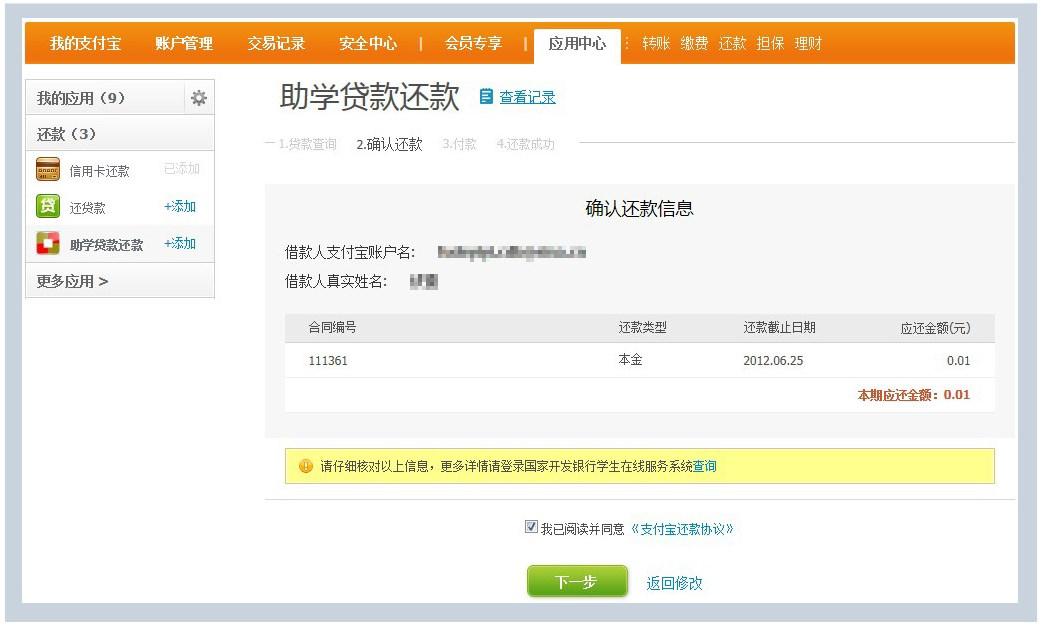 我的支付宝 账户管理 交易记录 安全中心 | 会员专享 | 应用中心 转账 缴费 还款 担保 理财
我的应用（9）
还款（3）
信用卡还款 已添加
贷 还贷款 +添加
助学贷款还款 +添加
更多应用 >
助学贷款还款 查看记录
1.贷款查询 2.确认还款 3.付款 4.还款成功
确认还款信息
借款人支付宝账户名：
借款人真实姓名：
合同编号 还款类型 还款截止日期 应还金额(元)
111361 本金 2012.06.25 0.01
本期应还金额：0.01
请仔细核对以上信息，更多详情请登录国家开发银行学生在线服务系统查询
我已阅读并同意 《支付宝还款协议》
下一步 返回修改